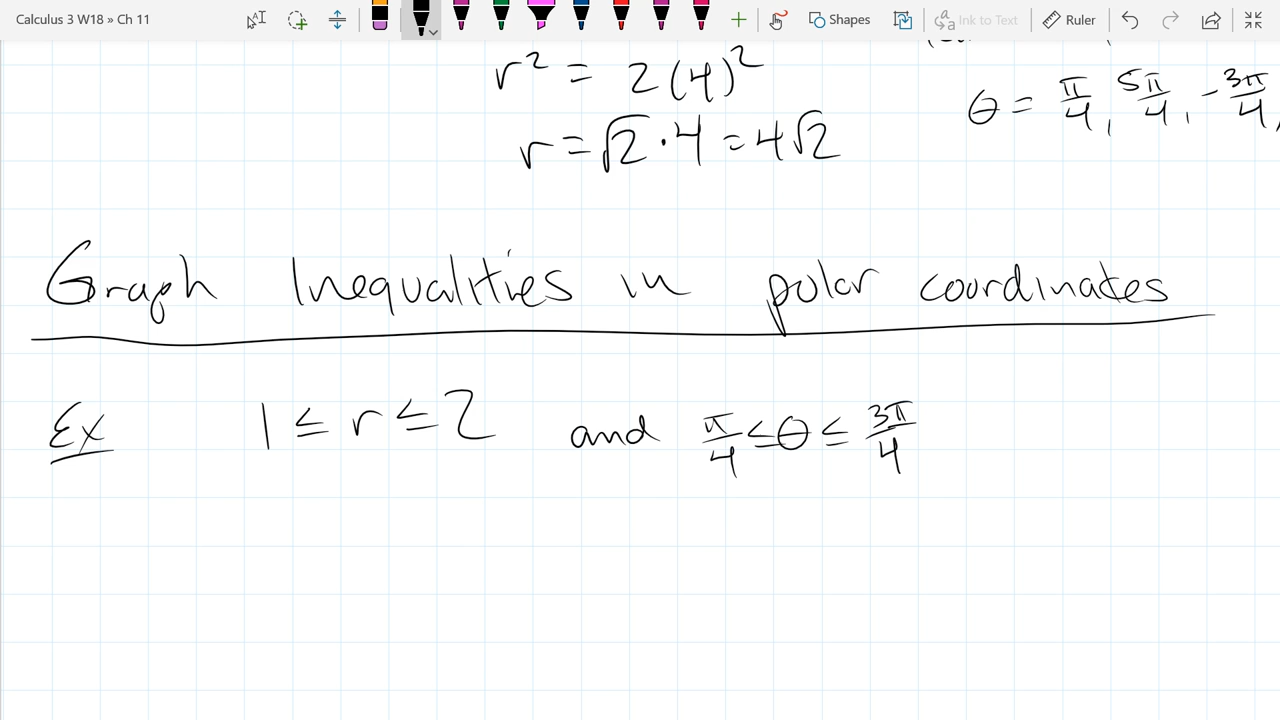 Calculus 3 W18 » Ch 11
Shapes
Ink to Text
Ruler
r² = 2(4)²
r = √2 · 4 = 4√2
θ = π/4, 5π/4, -3π/4,
Graph Inequalities in polar coordinates
Ex 1 ≤ r ≤ 2 and π/4 ≤ θ ≤ 3π/4